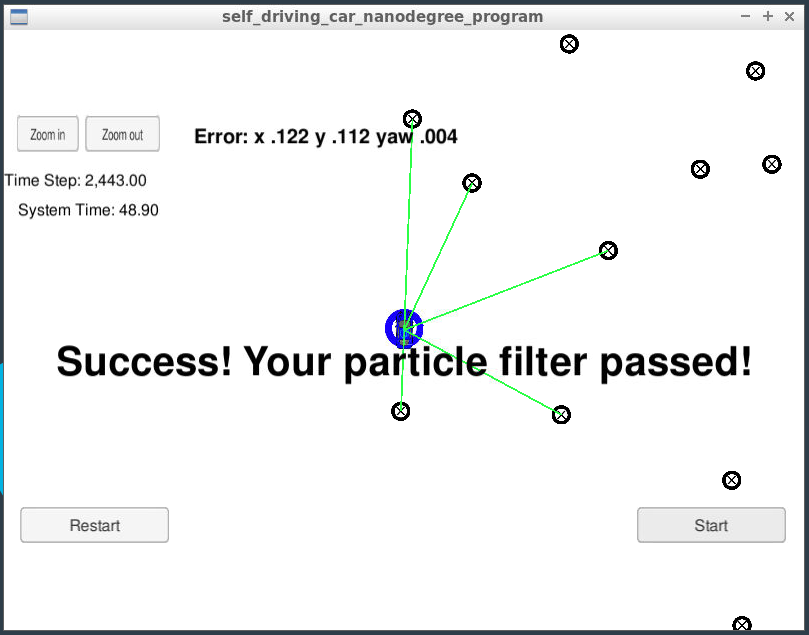 self_driving_car_nanodegree_program
Zoom in
Zoom out
Error: x .122 y .112 yaw .004
Time Step: 2,443.00
System Time: 48.90
Success! Your particle filter passed!
Restart
Start